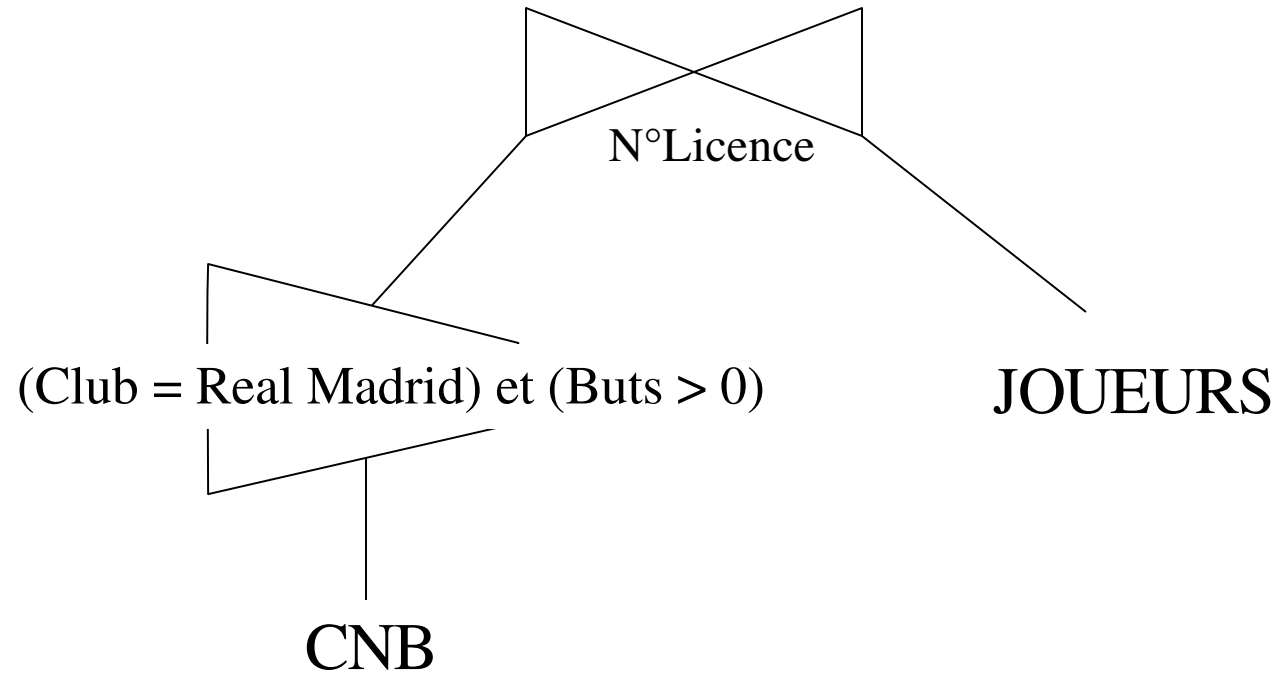 N°Licence
(Club = Real Madrid) et (Buts > 0)
JOUEURS
CNB